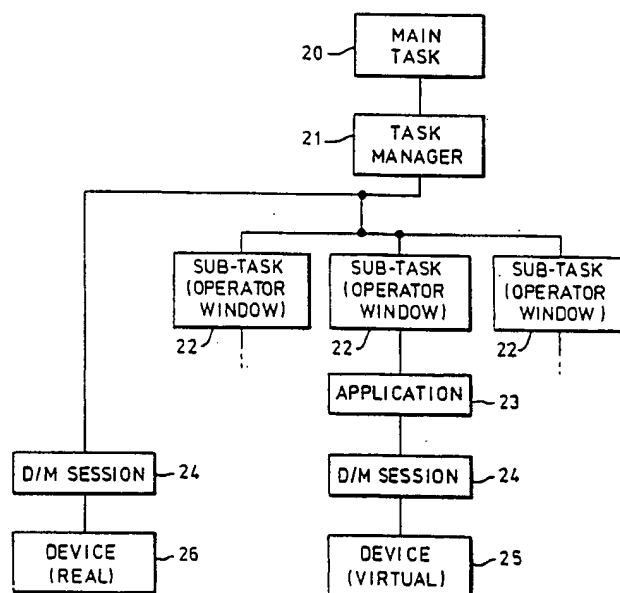 20
MAIN
TASK
21
TASK
MANAGER
SUB-TASK
(OPERATOR
WINDOW)
22
SUB-TASK
(OPERATOR
WINDOW)
22
SUB-TASK
(OPERATOR
WINDOW)
22
APPLICATION
23
D/M SESSION
24
D/M SESSION
24
DEVICE
(REAL)
26
DEVICE
(VIRTUAL)
25